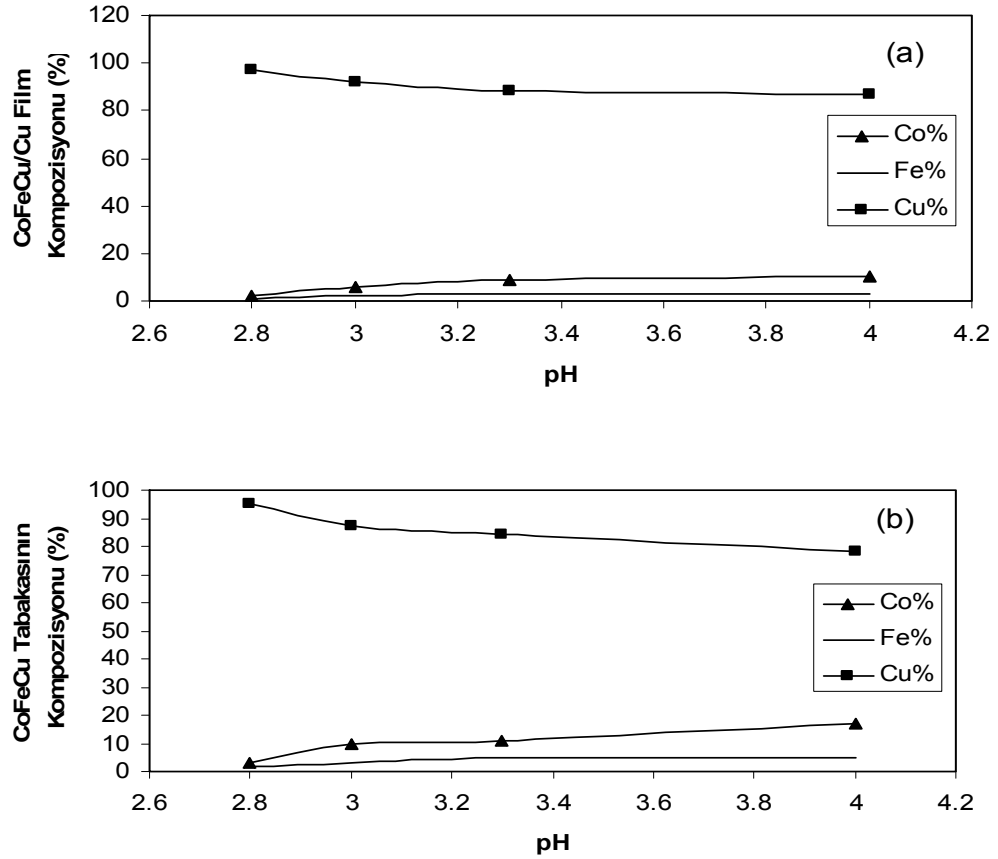 120
100
80
60
40
20
0
CoFeCu/Cu Film
Kompozisyonu (%)
(a)
Co%
Fe%
Cu%
2.6 2.8 3 3.2 3.4 3.6 3.8 4 4.2
pH
100
90
80
70
60
50
40
30
20
10
0
CoFeCu Tabakasının
Kompozisyonu (%)
(b)
Co%
Fe%
Cu%
2.6 2.8 3 3.2 3.4 3.6 3.8 4 4.2
pH